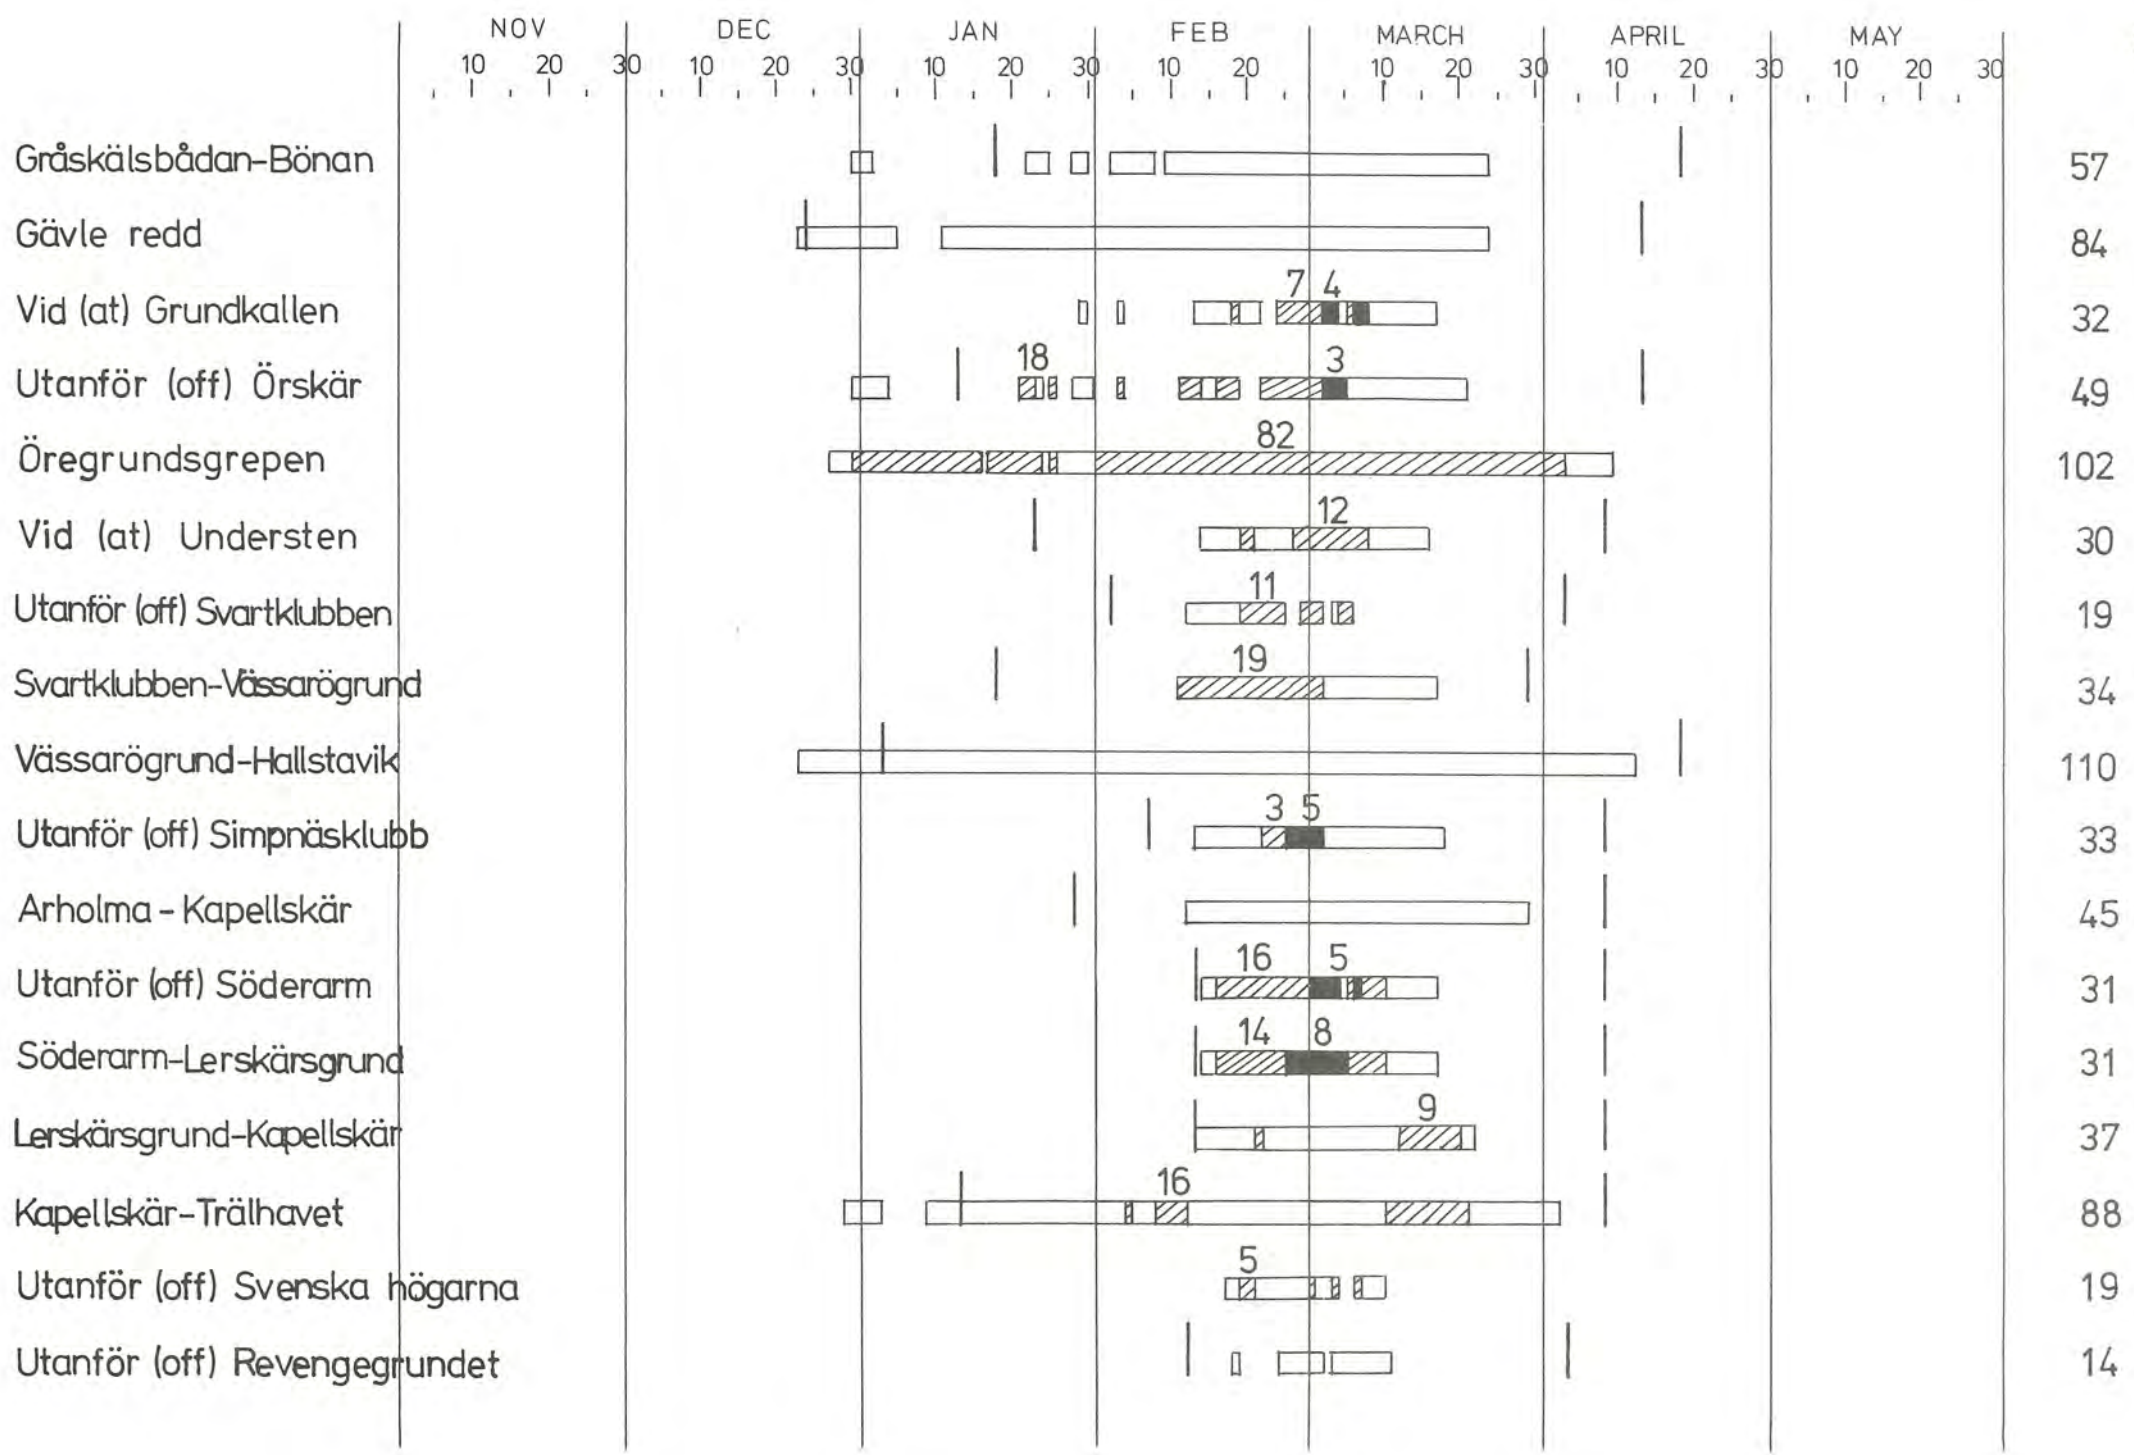 NOV DEC JAN FEB MARCH APRIL MAY
10 20 30 10 20 30 10 20 30 10 20 10 20 30 10 20 30 10 20 30
Gråskälsbådan-Bönan 57
Gävle redd 84
7 4
Vid (at) Grundkallen 32
18 3
Utanför (off) Örskär 49
82
Öregrundsgrepen 102
12
Vid (at) Understen 30
11
Utanför (off) Svartklubben 19
19
Svartklubben-Vässarögrund 34
Vässarögrund-Hallstavik 110
3 5
Utanför (off) Simpnäsklubb 33
Arholma - Kapellskär 45
16 5
Utanför (off) Söderarm 31
14 8
Söderarm-Lerskärsgrund 31
9
Lerskärsgrund-Kapellskär 37
16
Kapellskär-Trälhavet 88
5
Utanför (off) Svenska högarna 19
Utanför (off) Revengegrundet 14